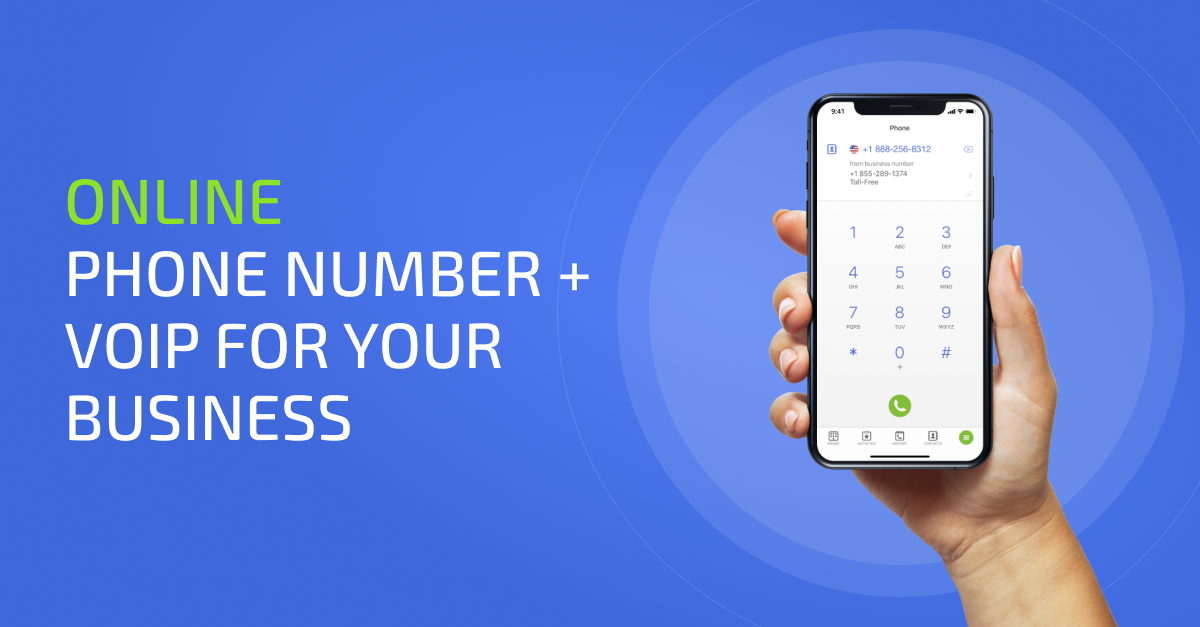 ONLINE
PHONE NUMBER +
VOIP FOR YOUR
BUSINESS
9:41
Phone
+1 888-256-8312
from business number
+1 855-289-1374
Toll-Free
1 2 3
ABC DEF
4 5 6
GHI JKL MNO
7 8 9
PQRS TUV WXYZ
* 0 #
+
PHONE HISTORY CONTACTS